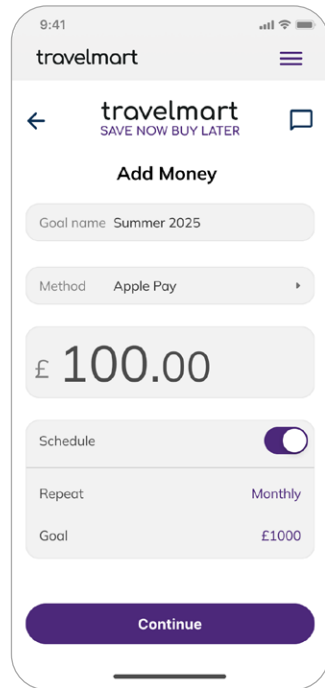 9:41
travelmart
travelmart
SAVE NOW BUY LATER
Add Money
Goal name Summer 2025
Method Apple Pay
£ 100.00
Schedule
Repeat Monthly
Goal £1000
Continue